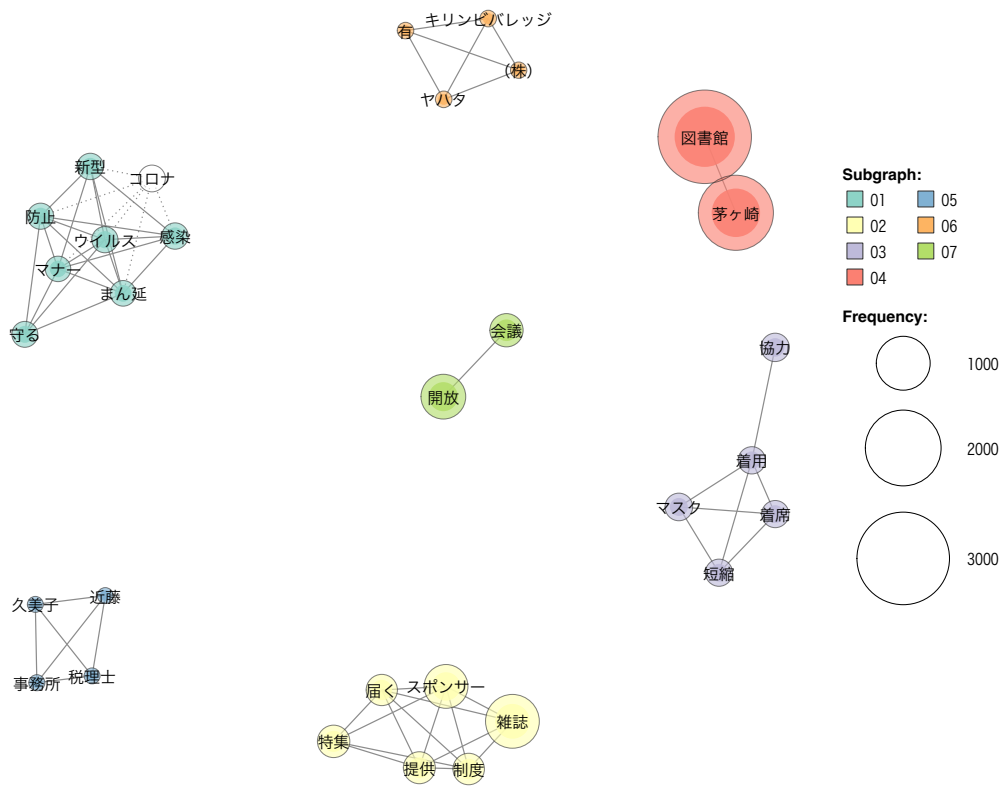 キリンビバレッジ
有
(株)
ヤハタ
図書館
茅ヶ崎
新型
コロナ
防止
ウイルス
感染
マナー
まん延
守る
会議
開放
協力
着用
マスク
着席
短縮
久美子
近藤
事務所
税理士
届く
スポンサー
雑誌
特集
提供
制度
Subgraph:
01 05
02 06
03 07
04
Frequency:
1000
2000
3000